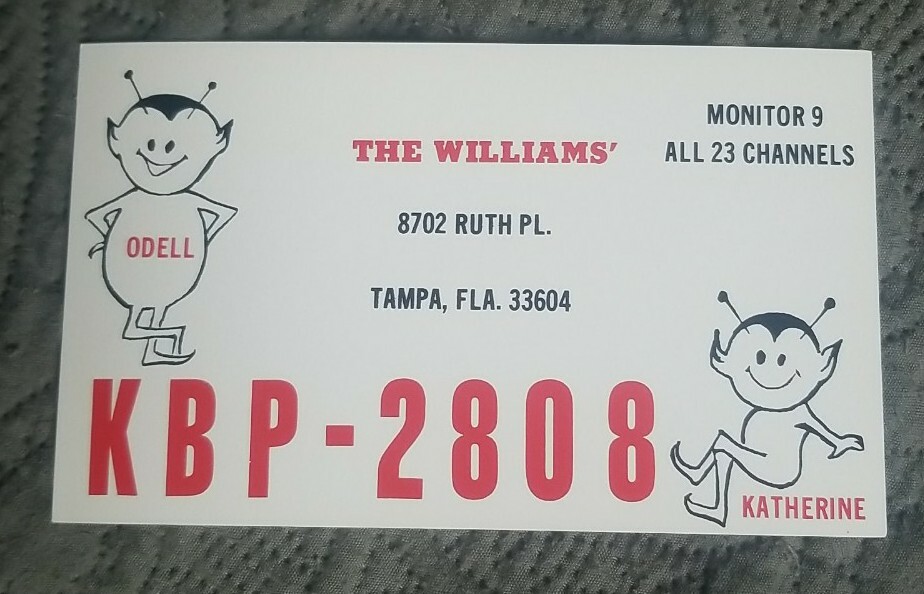 MONITOR 9
ALL 23 CHANNELS
THE WILLIAMS'
8702 RUTH PL.
TAMPA, FLA. 33604
ODELL
KBP-2808
KATHERINE